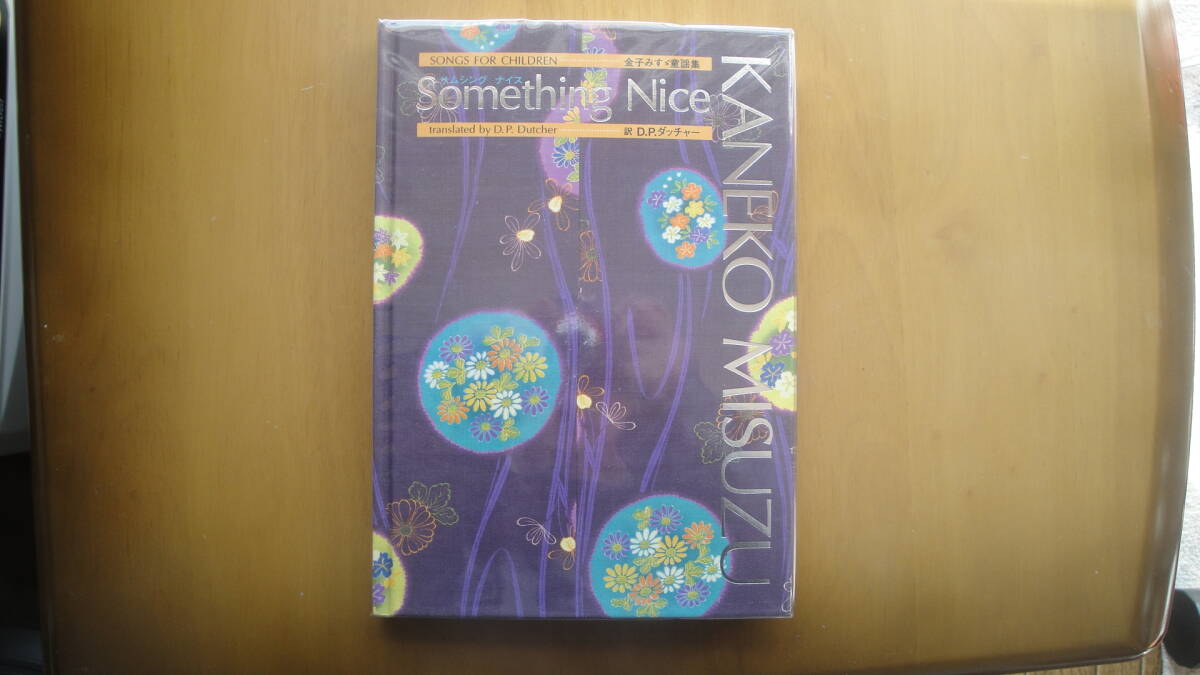 SONGS FOR CHILDREN 金子みすゞ童謡集
サムシング ナイス
Something Nice
translated by D. P. Dutcher 訳 D.P.ダッチャー
KANEKO MISUZU